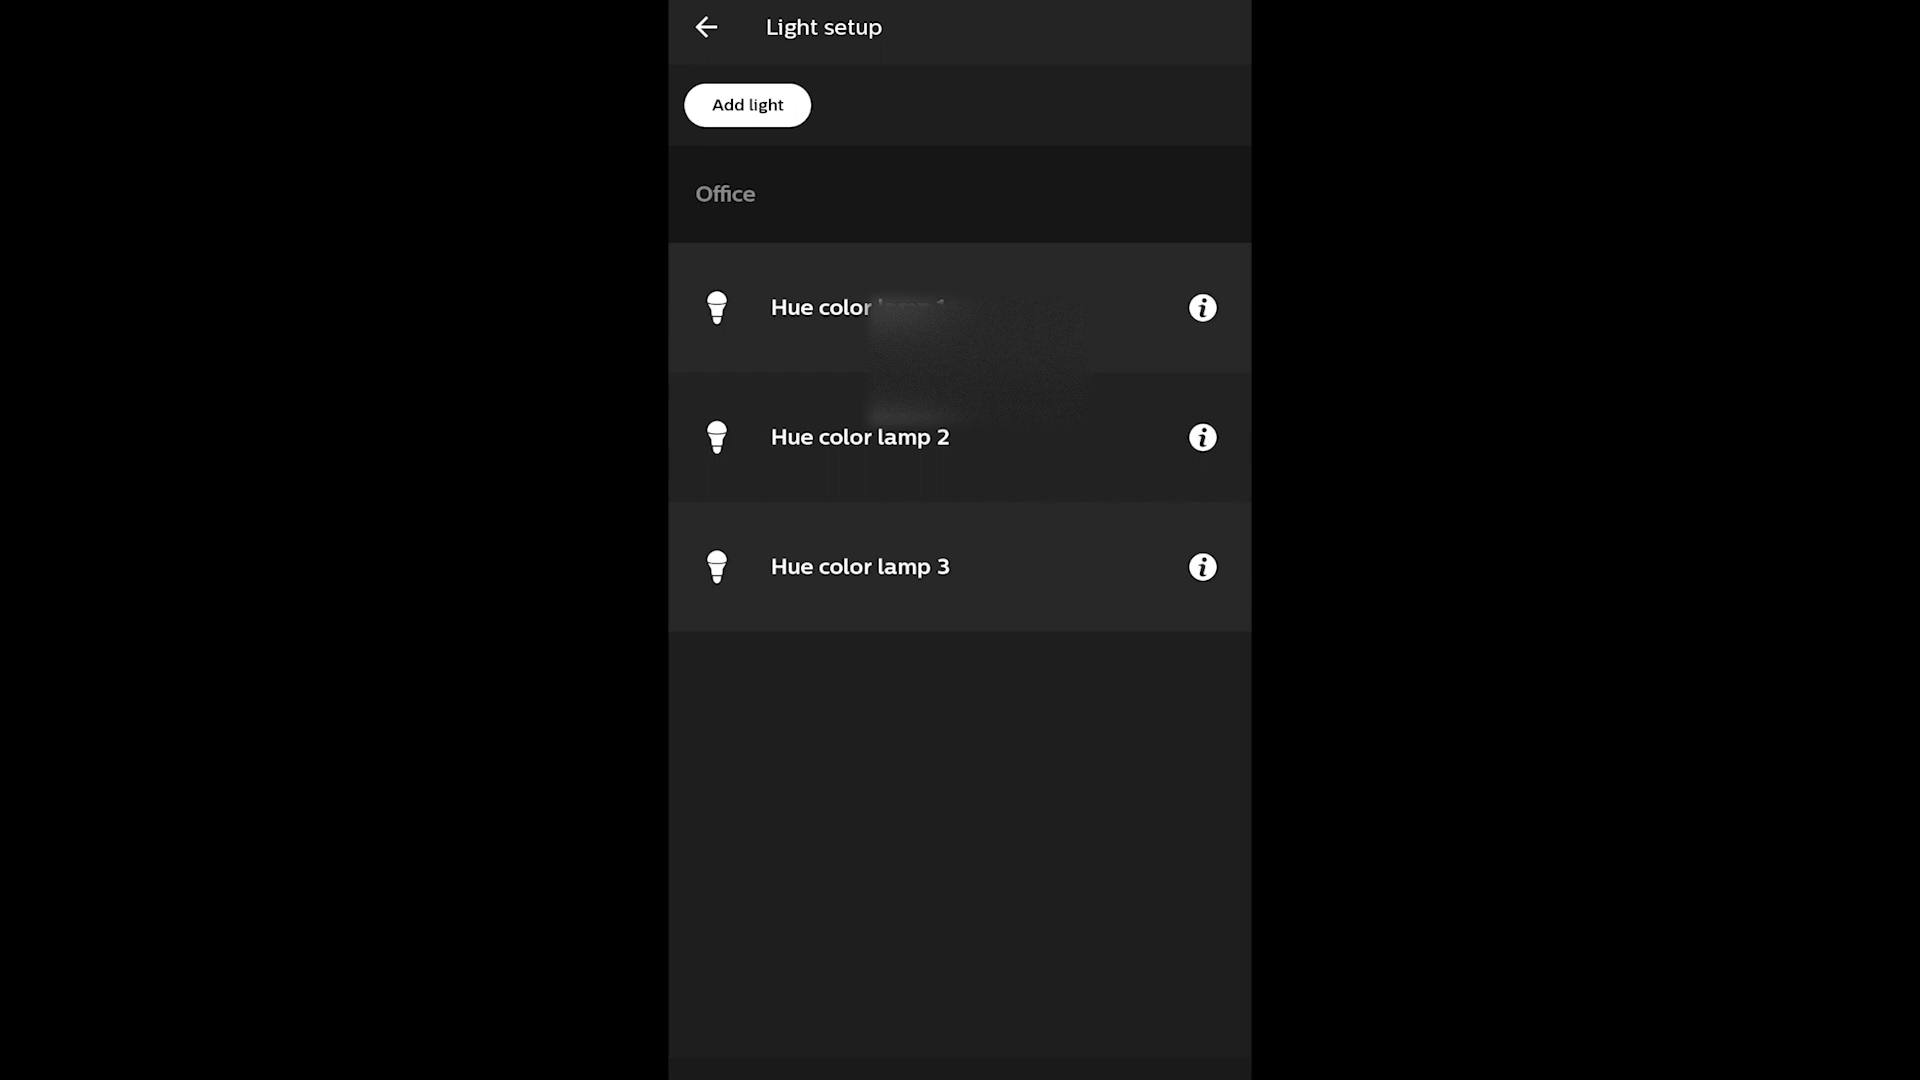 Light setup
Add light
Office
Hue color
Hue color lamp 2
Hue color lamp 3